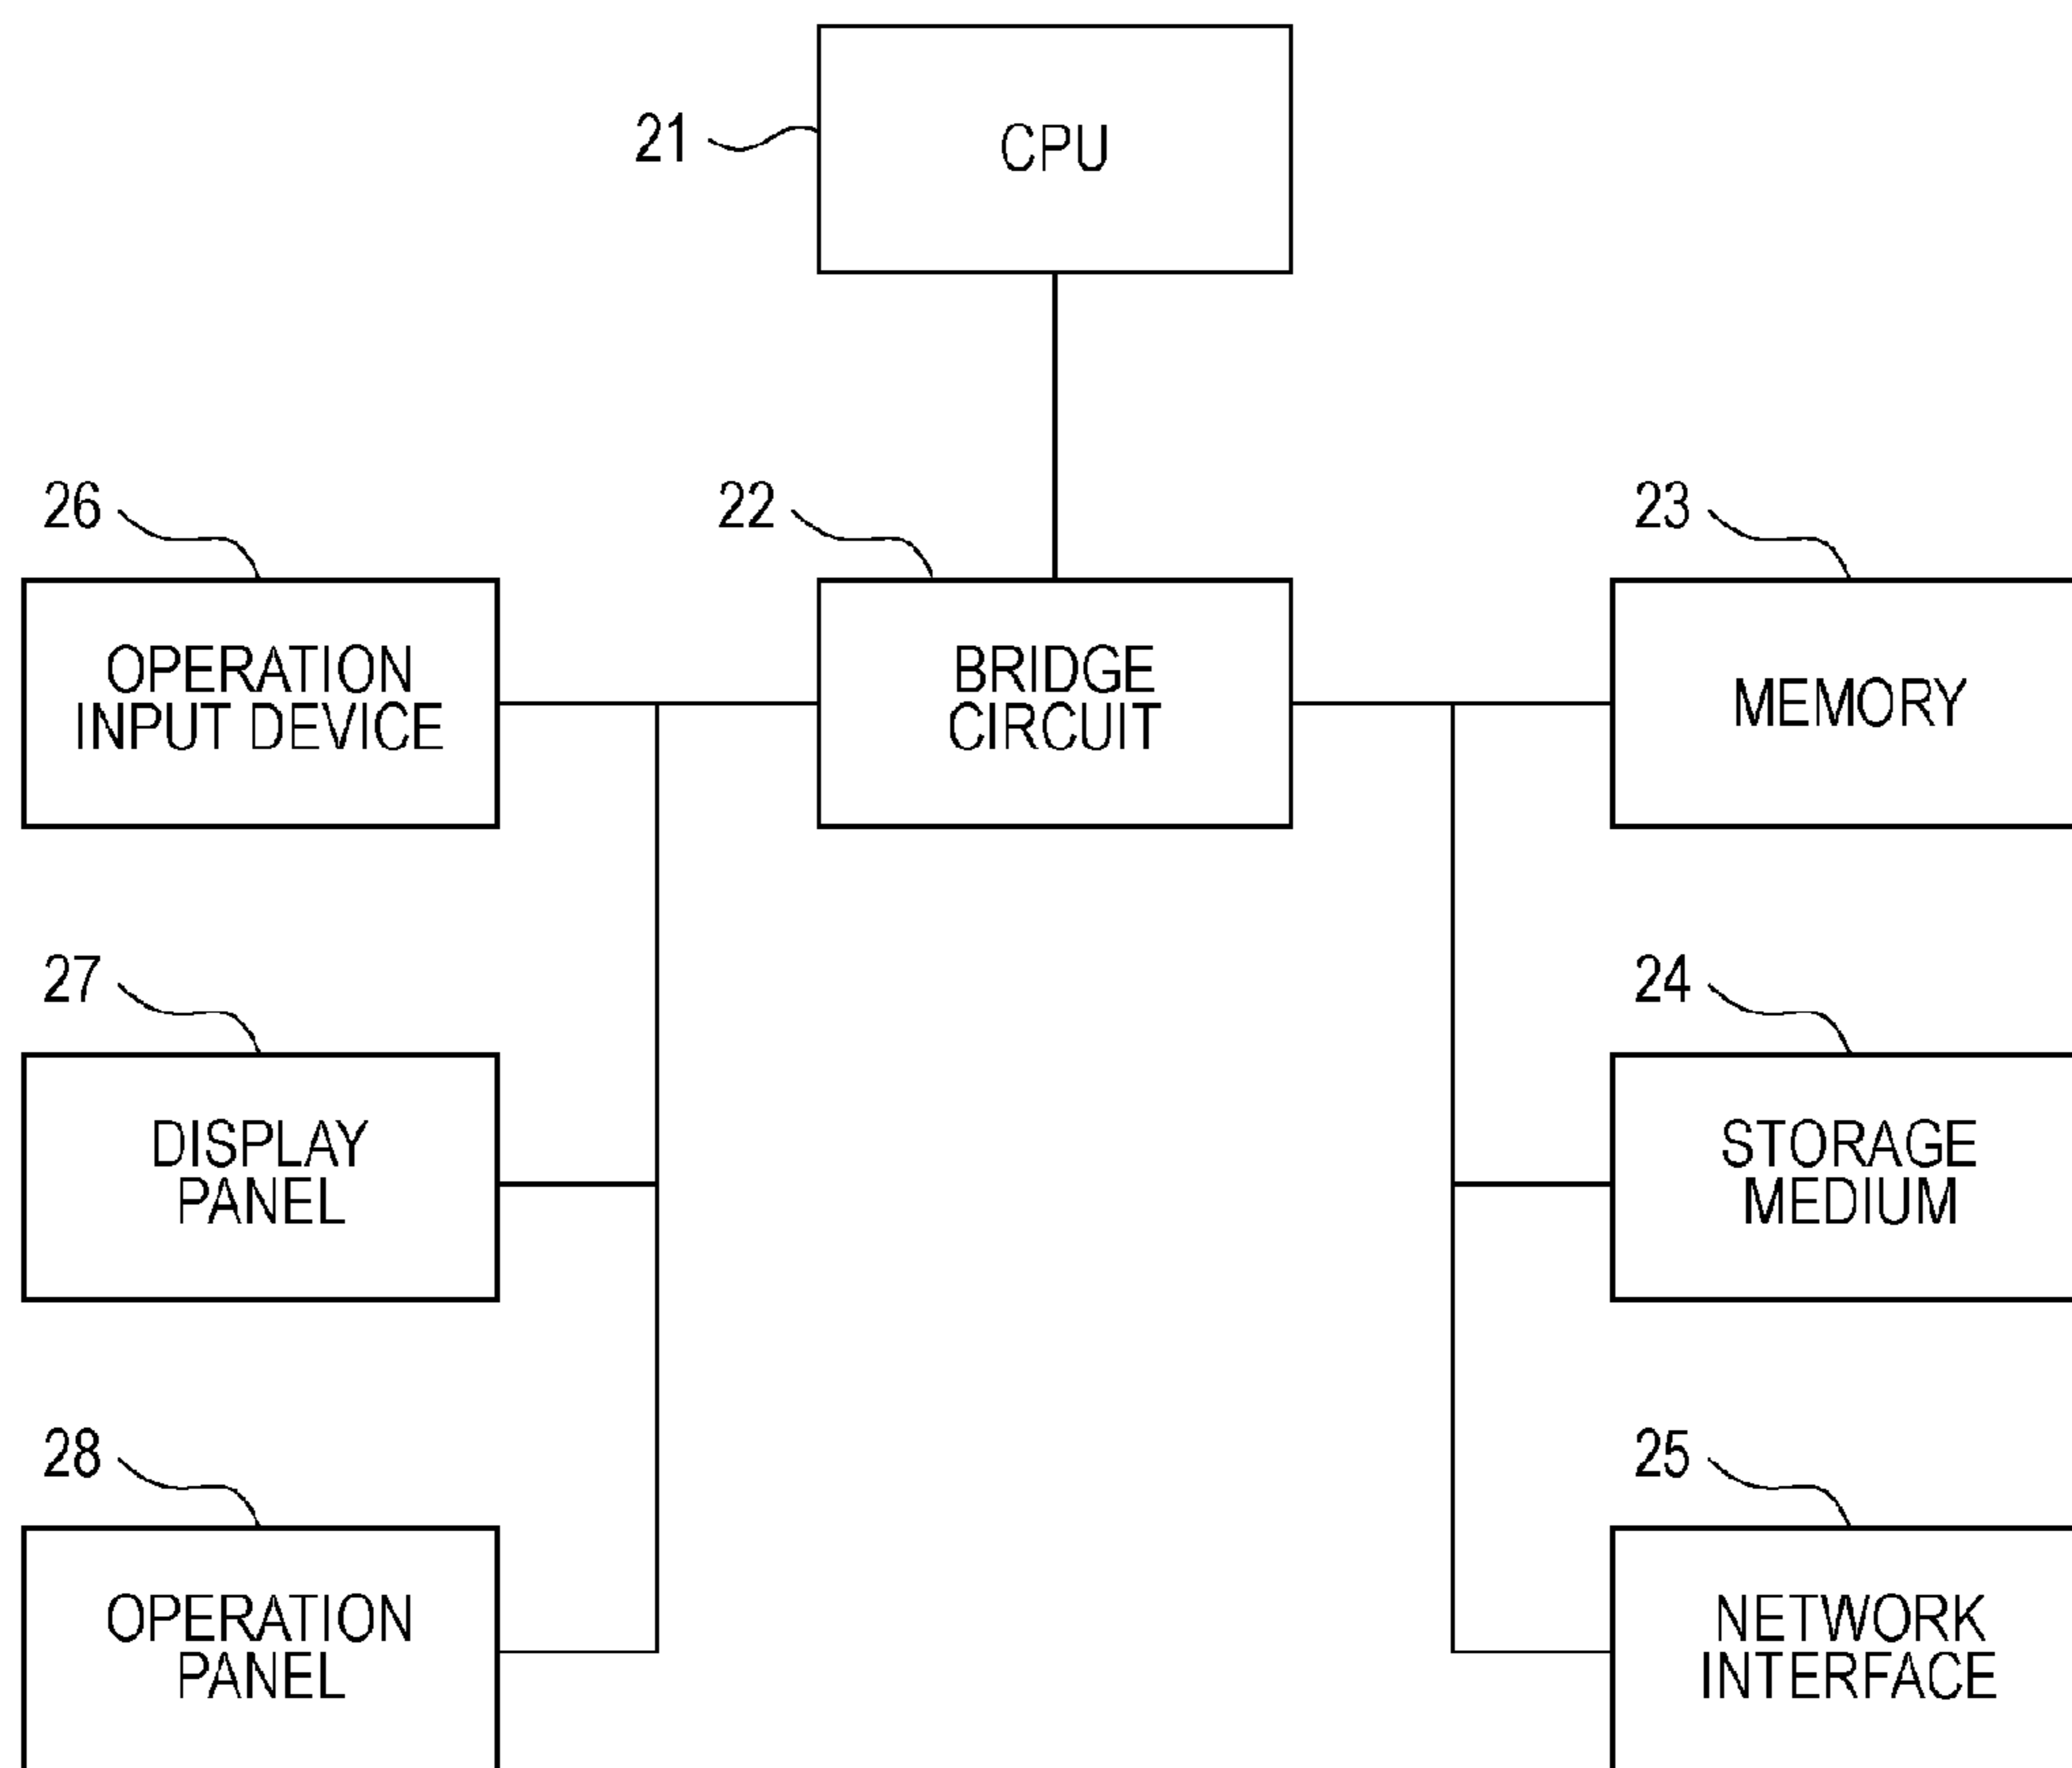 21
CPU
26
22
23
OPERATION
INPUT DEVICE
BRIDGE
CIRCUIT
MEMORY
27
24
DISPLAY
PANEL
STORAGE
MEDIUM
28
25
OPERATION
PANEL
NETWORK
INTERFACE